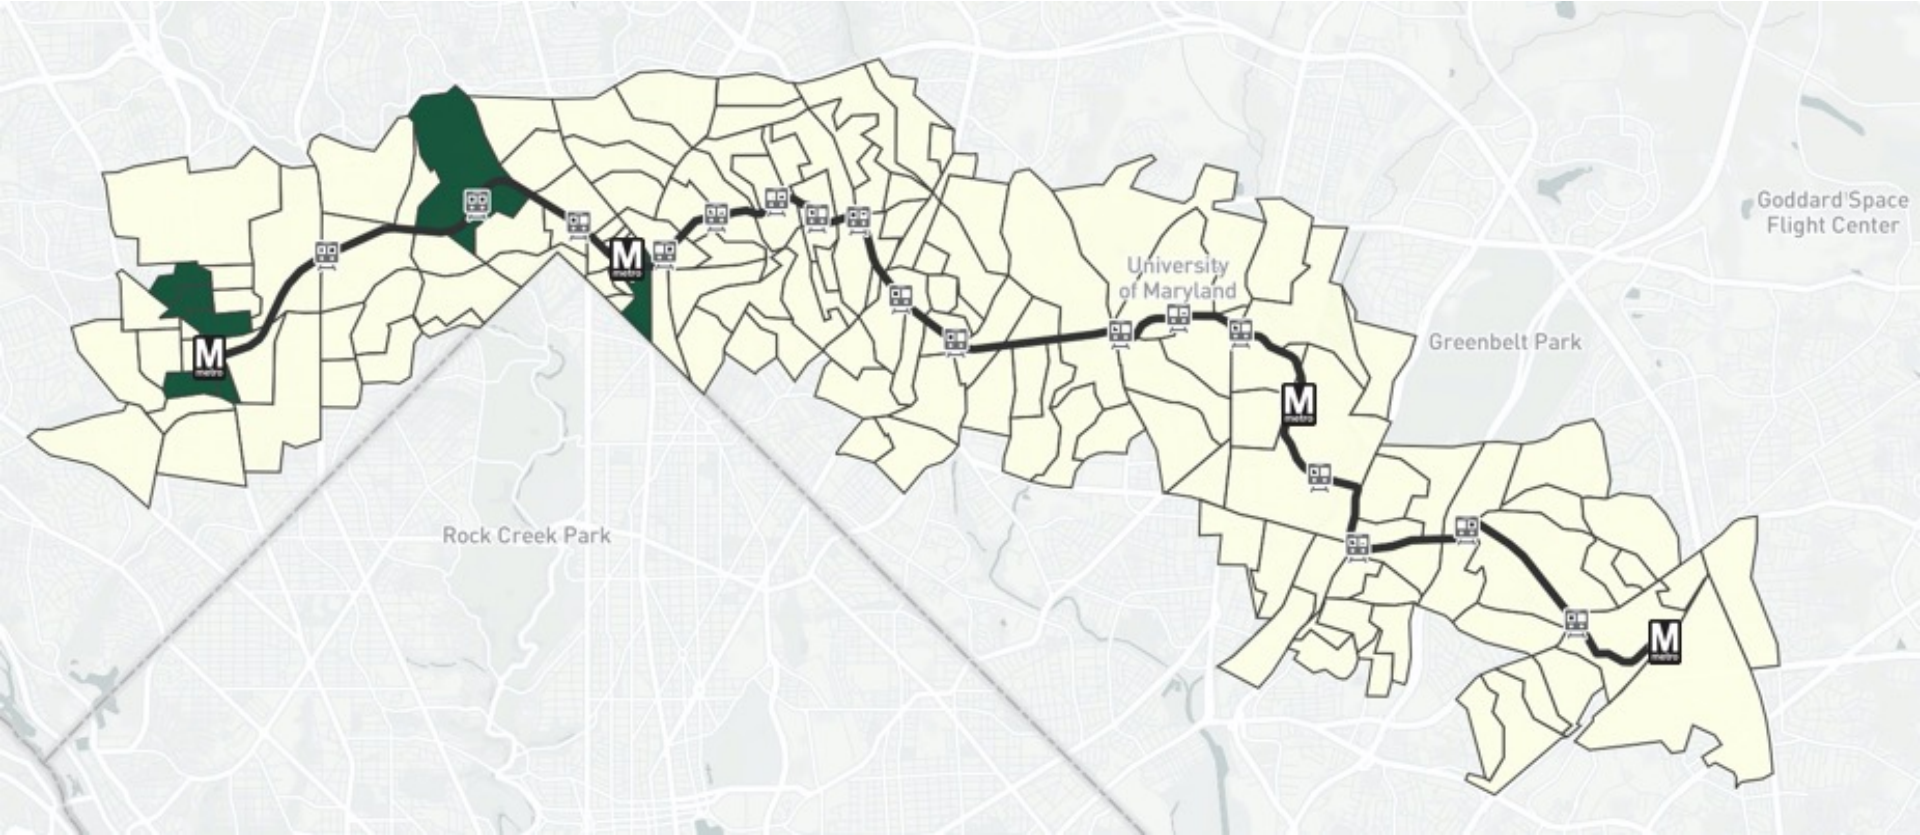 Goddard Space
Flight Center
M
metro
University
of Maryland
Greenbelt Park
M
metro
M
metro
Rock Creek Park
M
metro